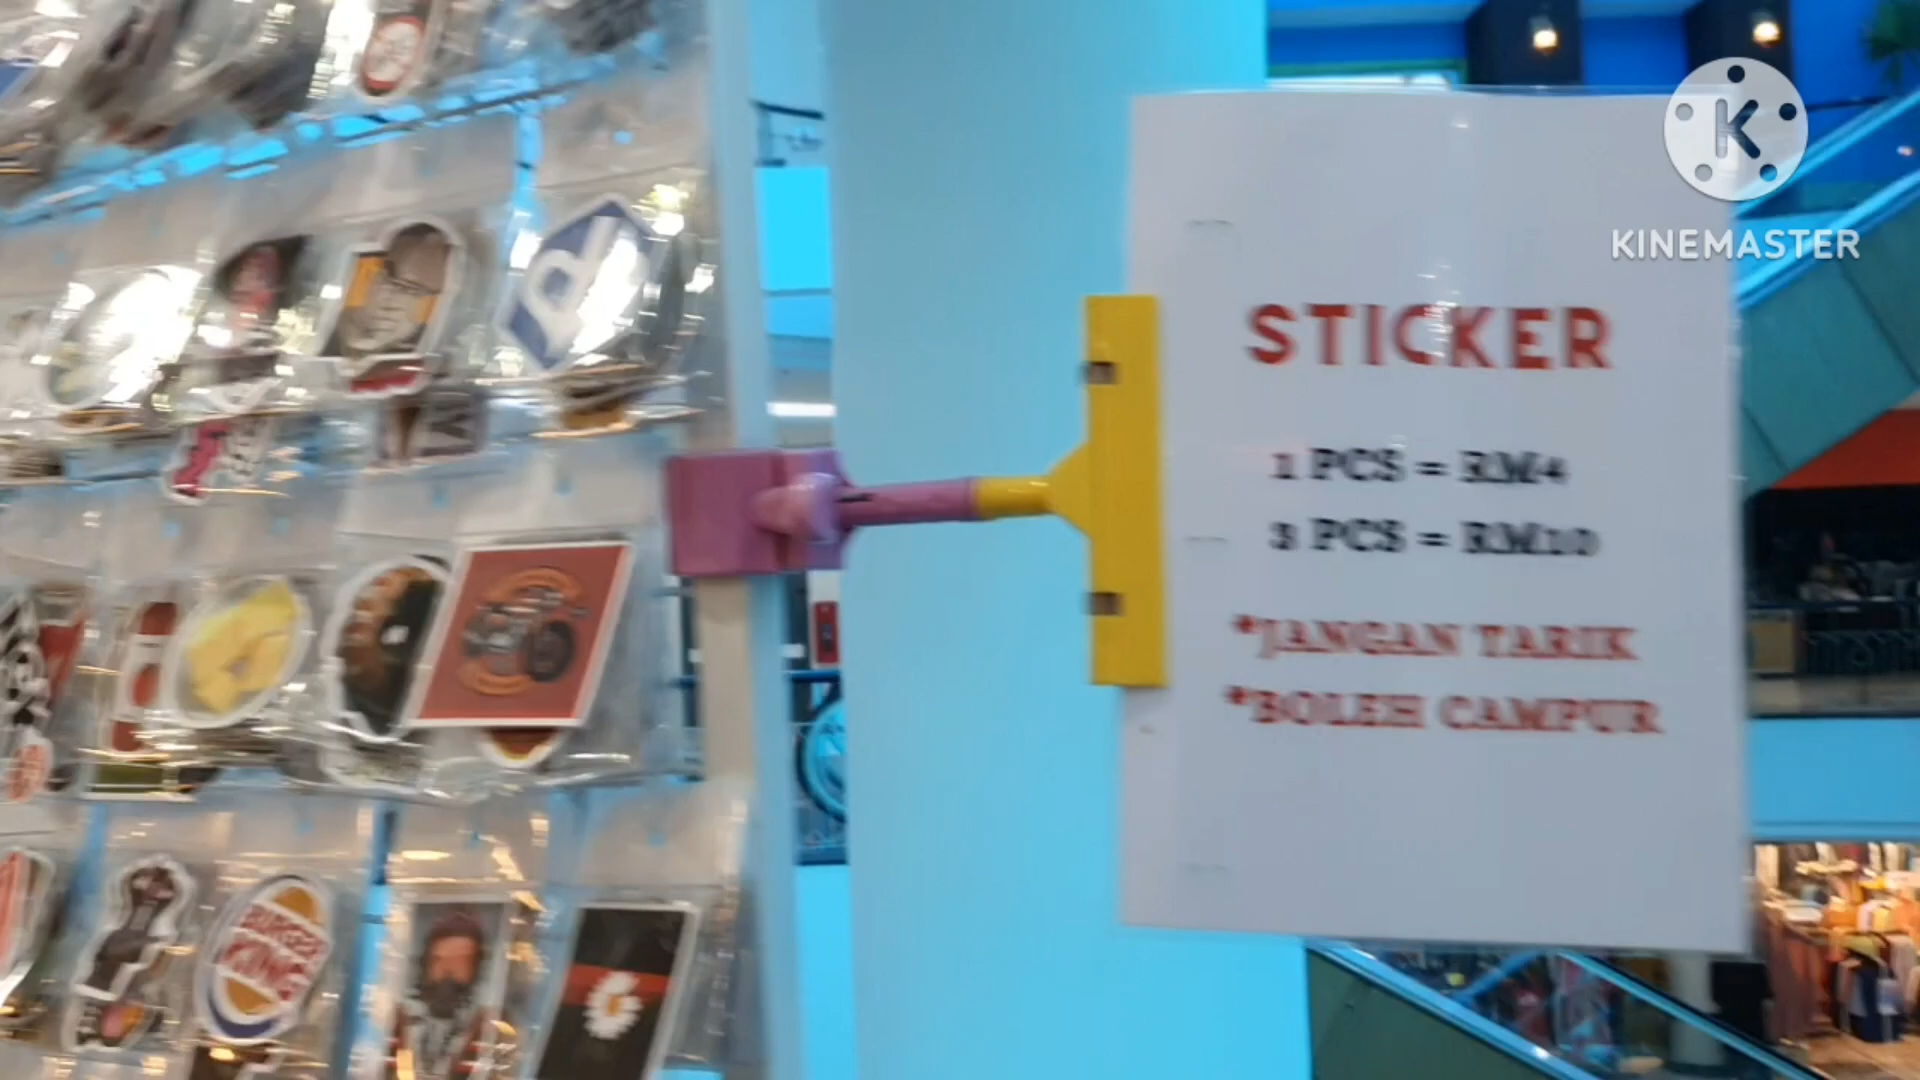 KINEMASTER
STICKER
1 PCS = RM4
3 PCS = RM10
*JANGAN TARIK
*BOLEH CAMPUR
BURGER
KING